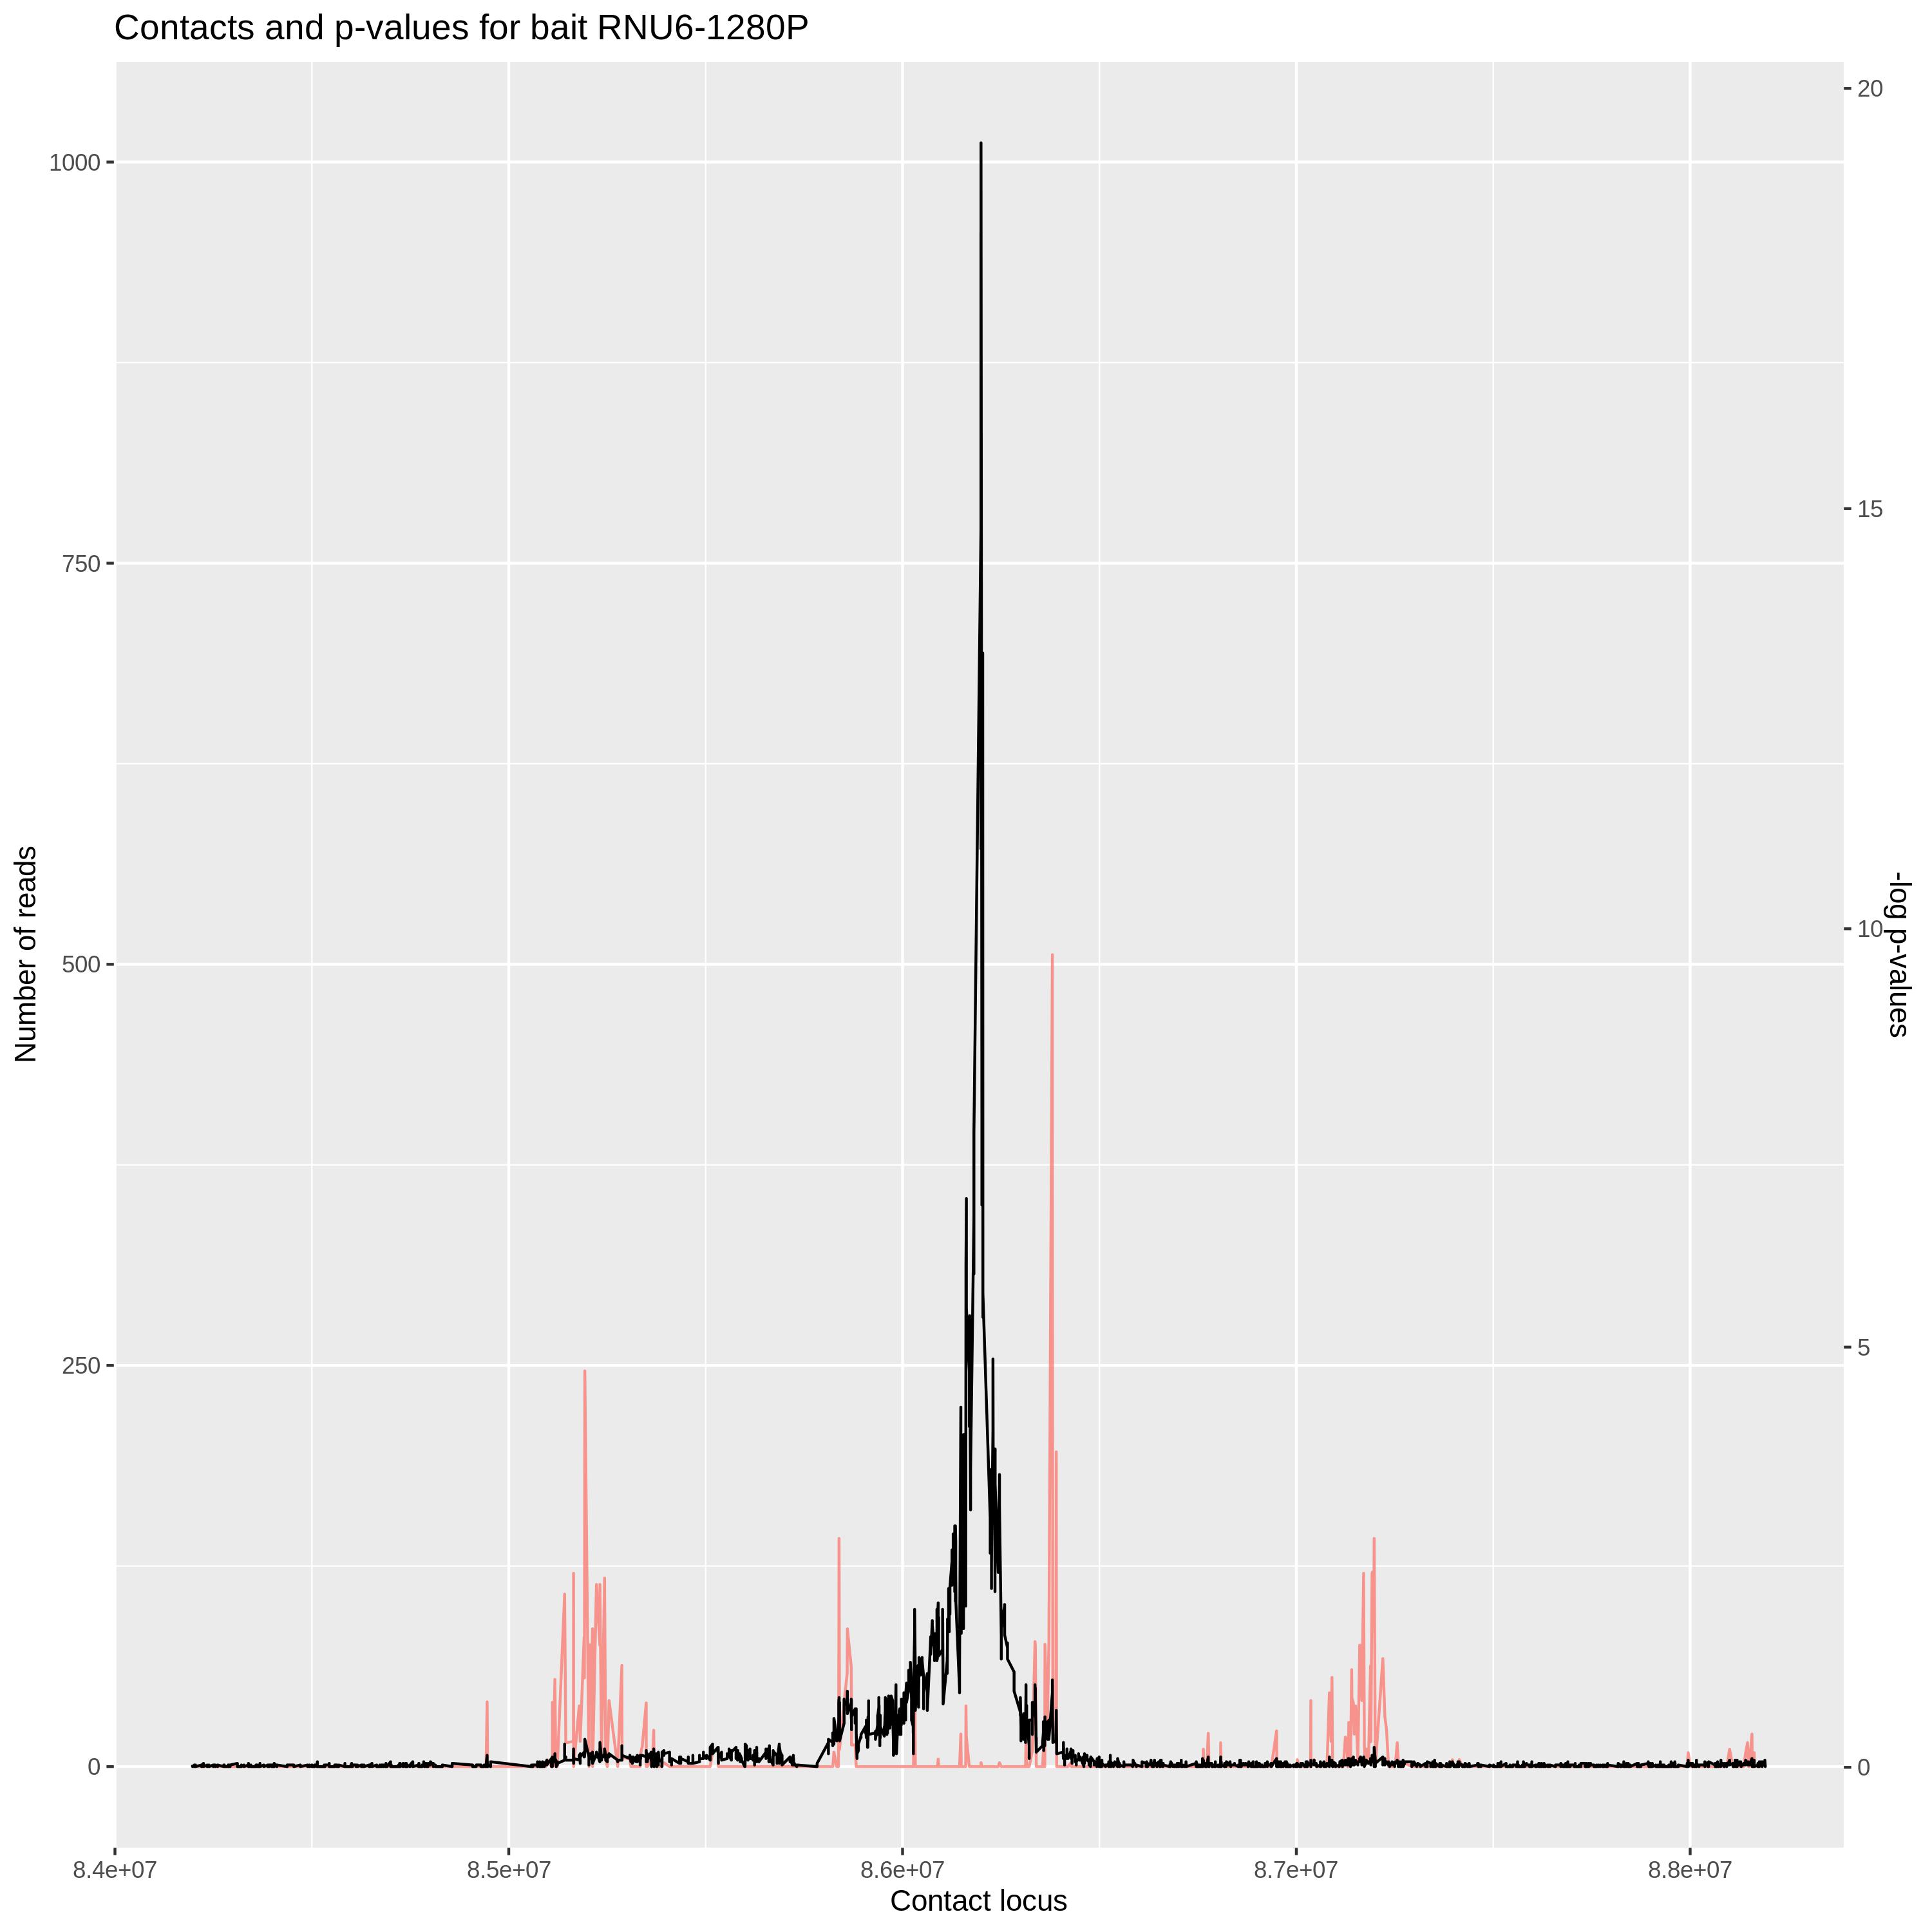 Contacts and p-values for bait RNU6-1280P
1000
750
500
250
0
Number of reads
20
15
10
5
0
-log p-values
8.4e+07
8.5e+07
8.6e+07
8.7e+07
8.8e+07
Contact locus